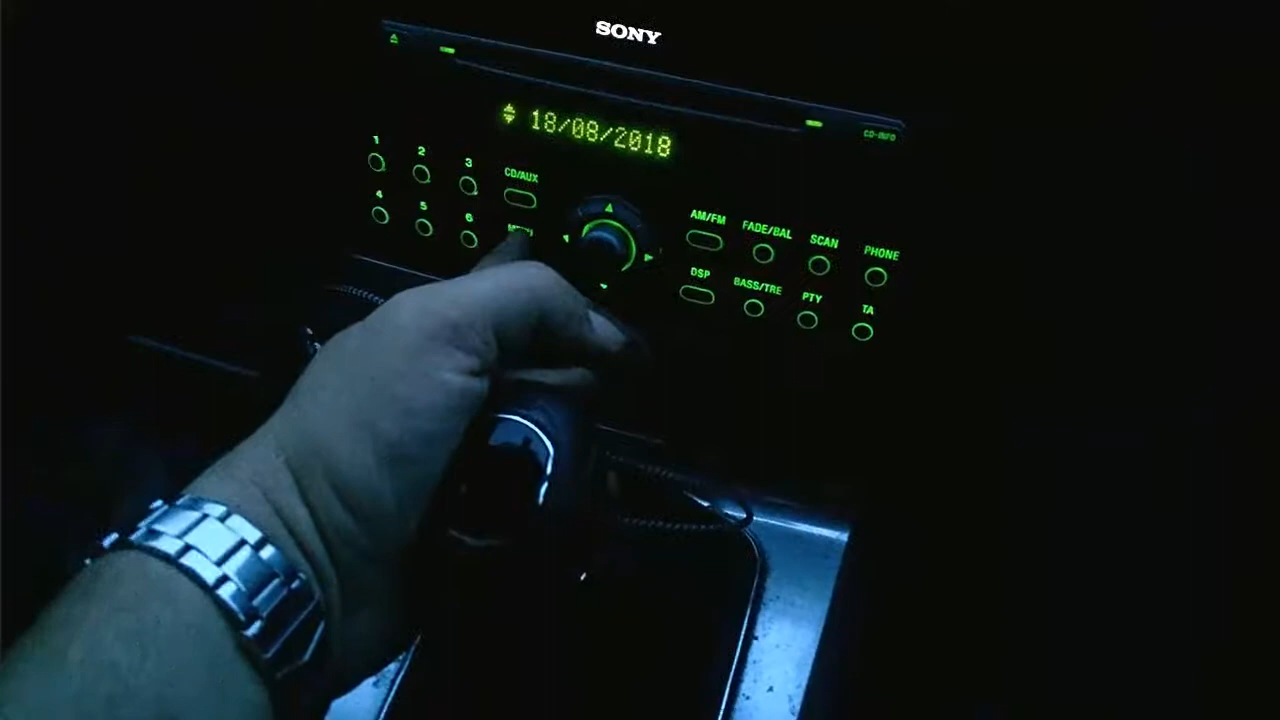 SONY
CD-INFO
18/08/2018
1 2 3 CD/AUX
4 5 6 MENU
AM/FM FADE/BAL SCAN PHONE
DSP BASS/TRE PTY TA